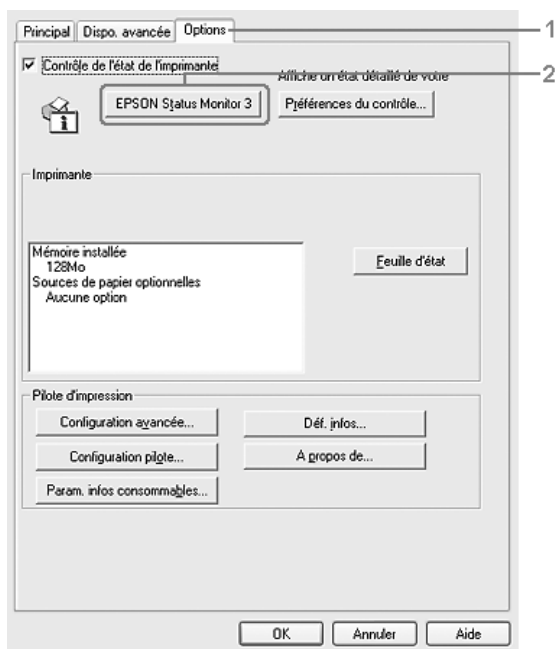 Principal Dispo. avancée Options 1
Contrôle de l'état de l'imprimante
Affiche un état détaillé de votre
2
EPSON Status Monitor 3 Préférences du contrôle...
Imprimante
Mémoire installée
128Mo
Sources de papier optionnelles
Aucune option
Feuille d'état
Pilote d'impression
Configuration avancée... Déf. infos...
Configuration pilote... A propos de...
Param. infos consommables...
OK Annuler Aide